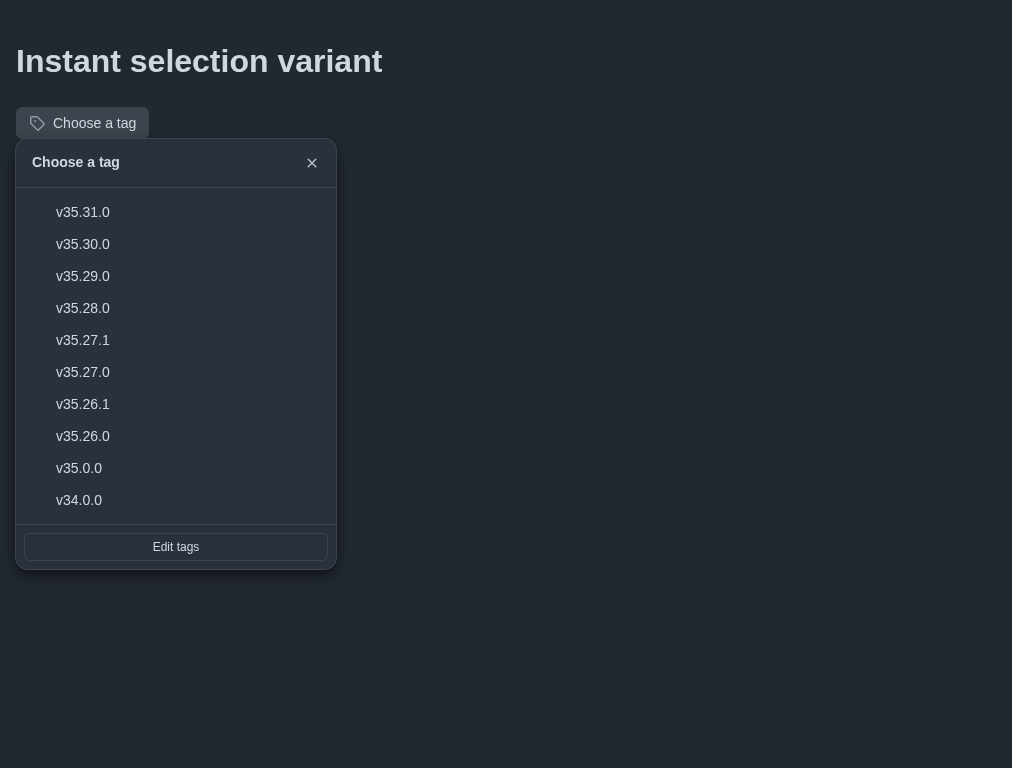 Instant selection variant
Choose a tag
Choose a tag
v35.31.0
v35.30.0
v35.29.0
v35.28.0
v35.27.1
v35.27.0
v35.26.1
v35.26.0
v35.0.0
v34.0.0
Edit tags